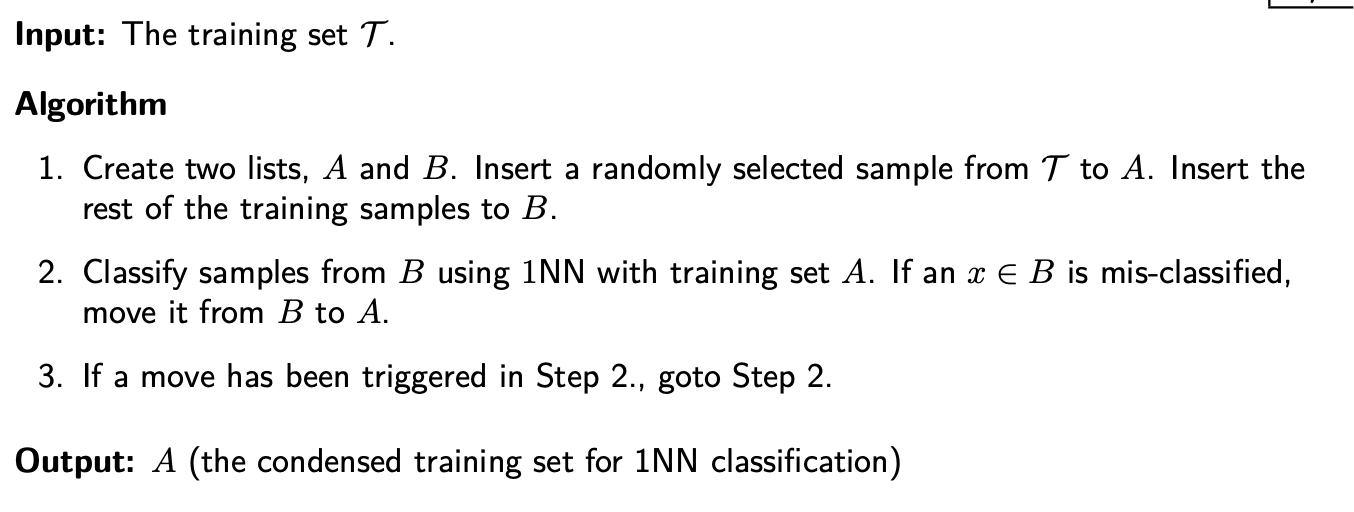 Input: The training set 𝒯.
Algorithm
1. Create two lists, A and B. Insert a randomly selected sample from 𝒯 to A. Insert the
rest of the training samples to B.
2. Classify samples from B using 1NN with training set A. If an x ∈ B is mis-classified,
move it from B to A.
3. If a move has been triggered in Step 2., goto Step 2.
Output: A (the condensed training set for 1NN classification)